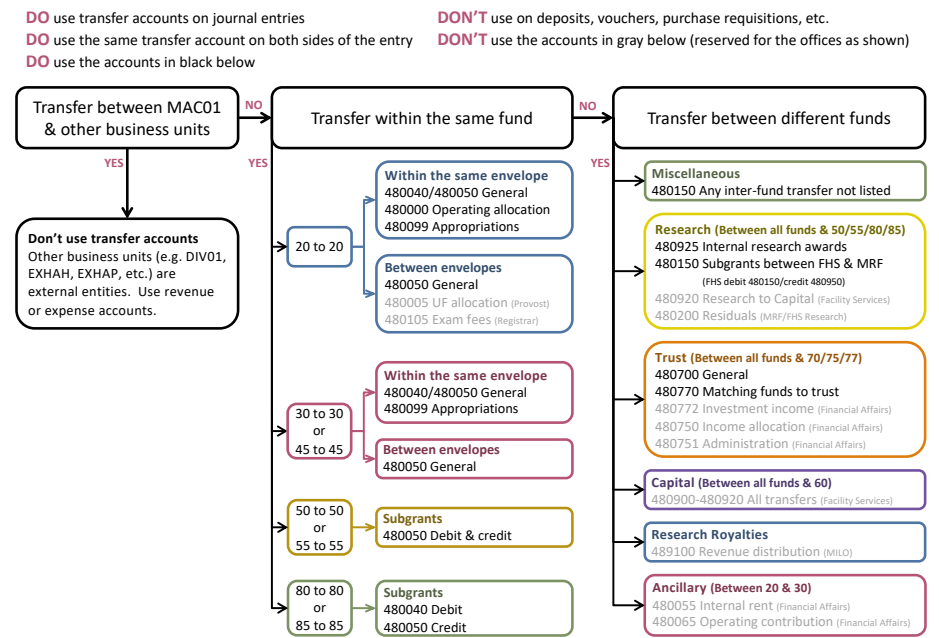 DO use transfer accounts on journal entries
DO use the same transfer account on both sides of the entry
DO use the accounts in black below
DON'T use on deposits, vouchers, purchase requisitions, etc.
DON'T use the accounts in gray below (reserved for the offices as shown)
Transfer between MAC01
& other business units
NO
Transfer within the same fund
NO
Transfer between different funds
YES
YES
YES
Don't use transfer accounts
Other business units (e.g. DIV01,
EXHAH, EXHAP, etc.) are
external entities. Use revenue
or expense accounts.
20 to 20
Within the same envelope
480040/480050 General
480000 Operating allocation
480099 Appropriations
Between envelopes
480050 General
480005 UF allocation (Provost)
480105 Exam fees (Registrar)
30 to 30
or
45 to 45
Within the same envelope
480040/480050 General
480099 Appropriations
Between envelopes
480050 General
50 to 50
or
55 to 55
Subgrants
480050 Debit & credit
80 to 80
or
85 to 85
Subgrants
480040 Debit
480050 Credit
Miscellaneous
480150 Any inter-fund transfer not listed
Research (Between all funds & 50/55/80/85)
480925 Internal research awards
480150 Subgrants between FHS & MRF
(FHS debit 480150/credit 480950)
480920 Research to Capital (Facility Services)
480200 Residuals (MRF/FHS Research)
Trust (Between all funds & 70/75/77)
480700 General
480770 Matching funds to trust
480772 Investment income (Financial Affairs)
480750 Income allocation (Financial Affairs)
480751 Administration (Financial Affairs)
Capital (Between all funds & 60)
480900-480920 All transfers (Facility Services)
Research Royalties
489100 Revenue distribution (MILO)
Ancillary (Between 20 & 30)
480055 Internal rent (Financial Affairs)
480065 Operating contribution (Financial Affairs)